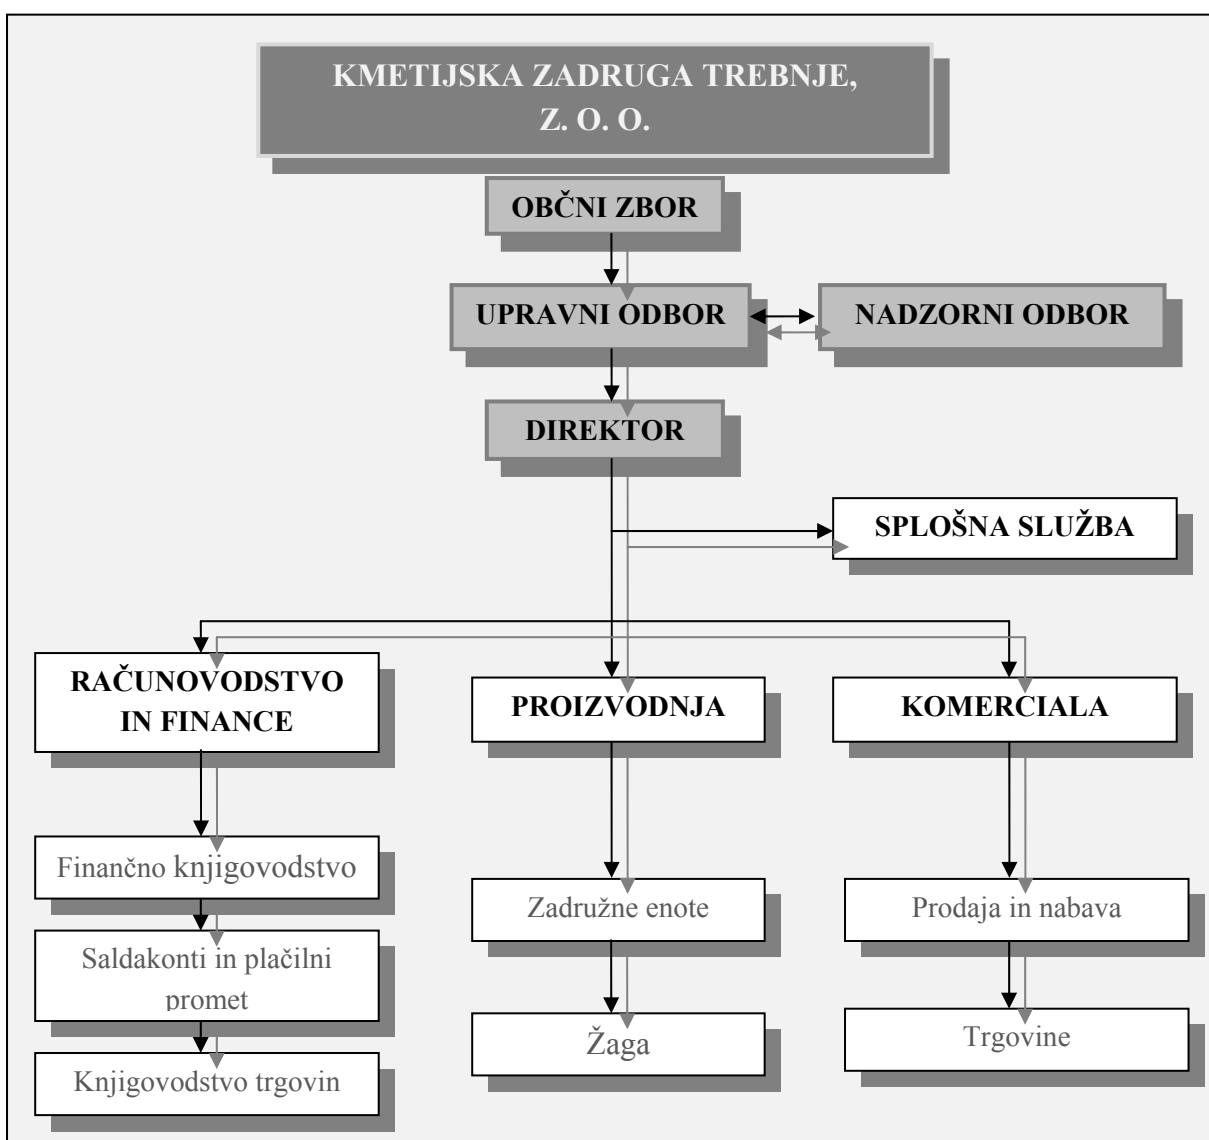 KMETIJSKA ZADRUGA TREBNJE,
Z. O. O.
OBČNI ZBOR
UPRAVNI ODBOR
NADZORNI ODBOR
DIREKTOR
SPLOŠNA SLUŽBA
RAČUNOVODSTVO
IN FINANCE
PROIZVODNJA
KOMERCIALA
Finančno knjigovodstvo
Zadružne enote
Prodaja in nabava
Saldakonti in plačilni
promet
Žaga
Trgovine
Knjigovodstvo trgovin